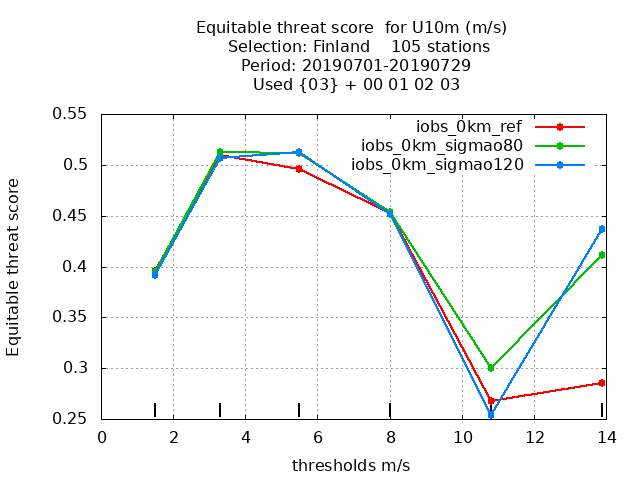 Equitable threat score  for U10m (m/s)
Selection: Finland    105 stations
Period: 20190701-20190729
Used {03} + 00 01 02 03
iobs_0km_ref
iobs_0km_sigmao80
iobs_0km_sigmao120
Equitable threat score
0.55
0.5
0.45
0.4
0.35
0.3
0.25
0 2 4 6 8 10 12 14
thresholds m/s